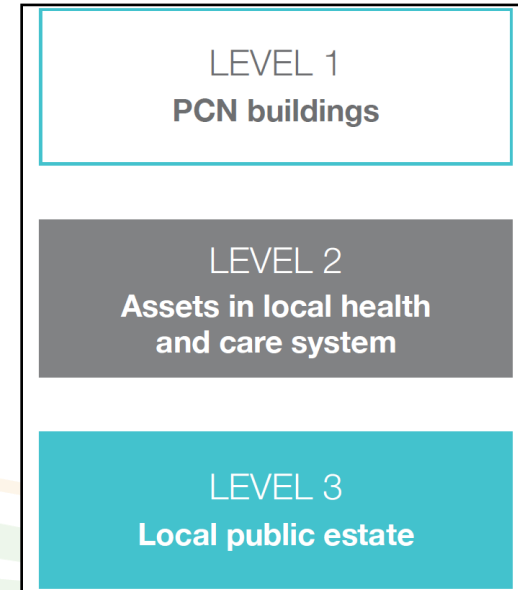 LEVEL 1
PCN buildings
LEVEL 2
Assets in local health
and care system
LEVEL 3
Local public estate